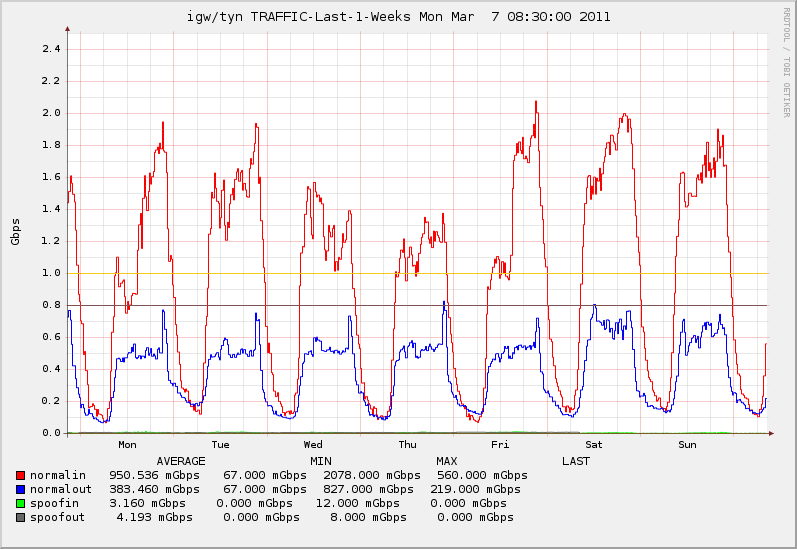 igw/tyn TRAFFIC-Last-1-Weeks Mon Mar 7 08:30:00 2011
RRDTOOL / TOBI OETIKER
Gbps
2.4
2.2
2.0
1.8
1.6
1.4
1.2
1.0
0.8
0.6
0.4
0.2
0.0
Mon Tue Wed Thu Fri Sat Sun
AVERAGE MIN MAX LAST
normalin 950.536 mGbps 67.000 mGbps 2078.000 mGbps 560.000 mGbps
normalout 383.460 mGbps 67.000 mGbps 827.000 mGbps 219.000 mGbps
spoofin 3.160 mGbps 0.000 mGbps 12.000 mGbps 0.000 mGbps
spoofout 4.193 mGbps 0.000 mGbps 8.000 mGbps 0.000 mGbps